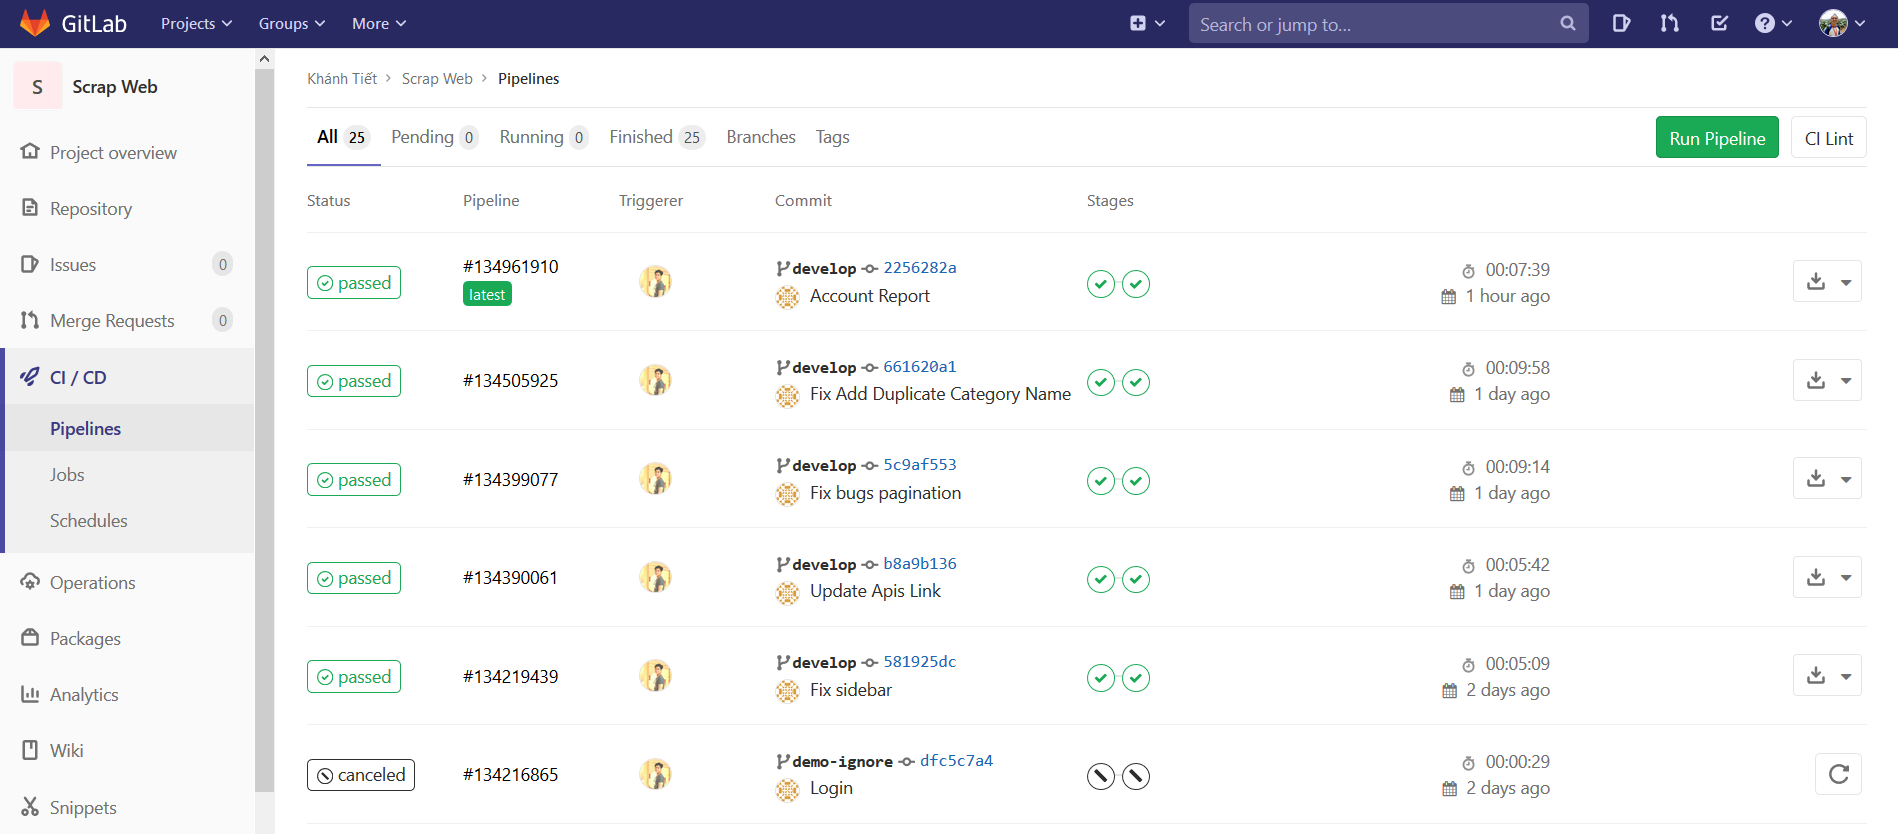 GitLab Projects Groups More Search or jump to...
S Scrap Web
Project overview
Repository
Issues 0
Merge Requests 0
CI / CD
Pipelines
Jobs
Schedules
Operations
Packages
Analytics
Wiki
Snippets
Khánh Tiết > Scrap Web > Pipelines
All 25 Pending 0 Running 0 Finished 25 Branches Tags Run Pipeline CI Lint
Status Pipeline Triggerer Commit Stages
passed #134961910 develop 2256282a 00:07:39
latest Account Report 1 hour ago
passed #134505925 develop 661620a1 00:09:58
Fix Add Duplicate Category Name 1 day ago
passed #134399077 develop 5c9af553 00:09:14
Fix bugs pagination 1 day ago
passed #134390061 develop b8a9b136 00:05:42
Update Apis Link 1 day ago
passed #134219439 develop 581925dc 00:05:09
Fix sidebar 2 days ago
canceled #134216865 demo-ignore dfc5c7a4 00:00:29
Login 2 days ago